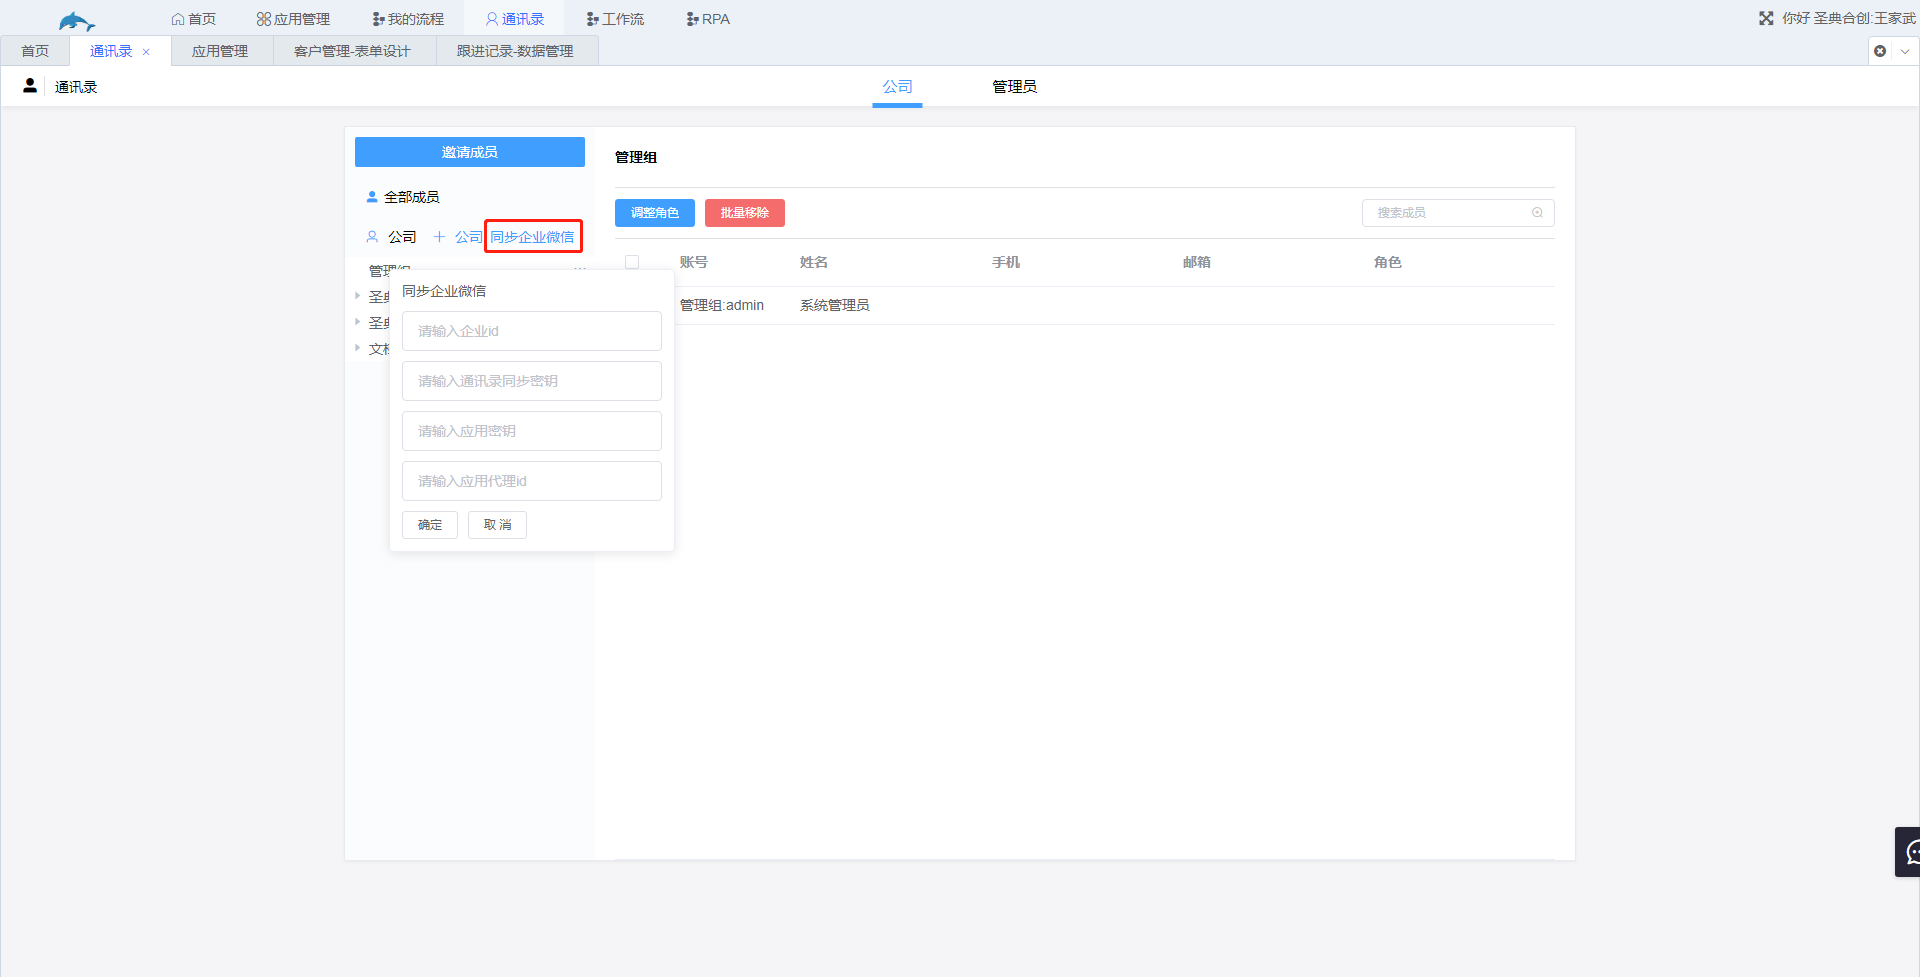 首页 应用管理 我的流程 通讯录 工作流 RPA 你好 圣典合创:王家武
首页 通讯录 × 应用管理 客户管理-表单设计 跟进记录-数据管理
通讯录 公司 管理员
邀请成员
全部成员
公司 + 公司 同步企业微信
管理组
圣典
圣典
文档
同步企业微信
请输入企业id
请输入通讯录同步密钥
请输入应用密钥
请输入应用代理id
确定 取 消
管理组
调整角色 批量移除 搜索成员
账号 姓名 手机 邮箱 角色
管理组:admin 系统管理员